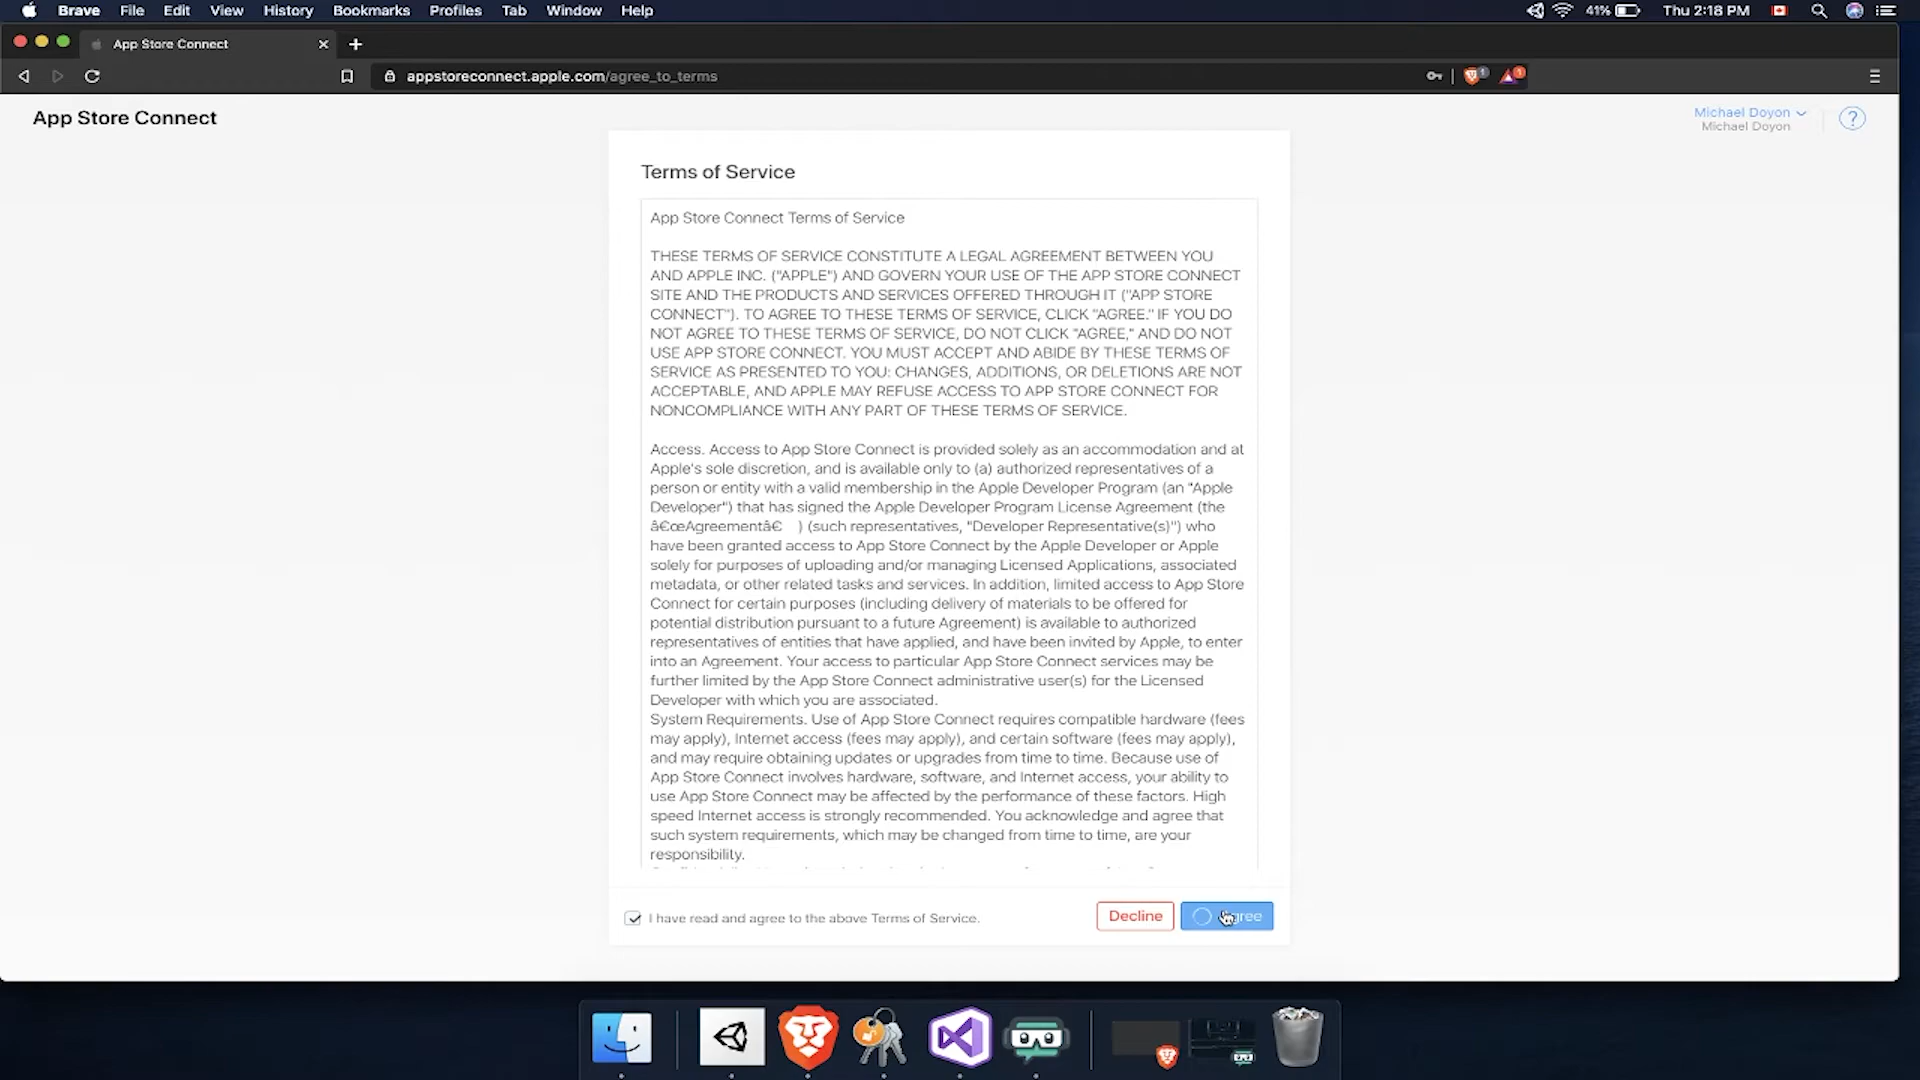 Brave File Edit View History Bookmarks Profiles Tab Window Help 41% Thu 2:18 PM
App Store Connect
appstoreconnect.apple.com/agree_to_terms 1 1
App Store Connect
Michael Doyon
Michael Doyon
?
Terms of Service
App Store Connect Terms of Service
THESE TERMS OF SERVICE CONSTITUTE A LEGAL AGREEMENT BETWEEN YOU
AND APPLE INC. ("APPLE") AND GOVERN YOUR USE OF THE APP STORE CONNECT
SITE AND THE PRODUCTS AND SERVICES OFFERED THROUGH IT ("APP STORE
CONNECT"). TO AGREE TO THESE TERMS OF SERVICE, CLICK "AGREE." IF YOU DO
NOT AGREE TO THESE TERMS OF SERVICE, DO NOT CLICK "AGREE," AND DO NOT
USE APP STORE CONNECT. YOU MUST ACCEPT AND ABIDE BY THESE TERMS OF
SERVICE AS PRESENTED TO YOU: CHANGES, ADDITIONS, OR DELETIONS ARE NOT
ACCEPTABLE, AND APPLE MAY REFUSE ACCESS TO APP STORE CONNECT FOR
NONCOMPLIANCE WITH ANY PART OF THESE TERMS OF SERVICE.
Access. Access to App Store Connect is provided solely as an accommodation and at
Apple's sole discretion, and is available only to (a) authorized representatives of a
person or entity with a valid membership in the Apple Developer Program (an "Apple
Developer") that has signed the Apple Developer Program License Agreement (the
â€œAgreementâ€ ) (such representatives, "Developer Representative(s)") who
have been granted access to App Store Connect by the Apple Developer or Apple
solely for purposes of uploading and/or managing Licensed Applications, associated
metadata, or other related tasks and services. In addition, limited access to App Store
Connect for certain purposes (including delivery of materials to be offered for
potential distribution pursuant to a future Agreement) is available to authorized
representatives of entities that have applied, and have been invited by Apple, to enter
into an Agreement. Your access to particular App Store Connect services may be
further limited by the App Store Connect administrative user(s) for the Licensed
Developer with which you are associated.
System Requirements. Use of App Store Connect requires compatible hardware (fees
may apply), Internet access (fees may apply), and certain software (fees may apply),
and may require obtaining updates or upgrades from time to time. Because use of
App Store Connect involves hardware, software, and Internet access, your ability to
use App Store Connect may be affected by the performance of these factors. High
speed Internet access is strongly recommended. You acknowledge and agree that
such system requirements, which may be changed from time to time, are your
responsibility.
I have read and agree to the above Terms of Service.
Decline Agree